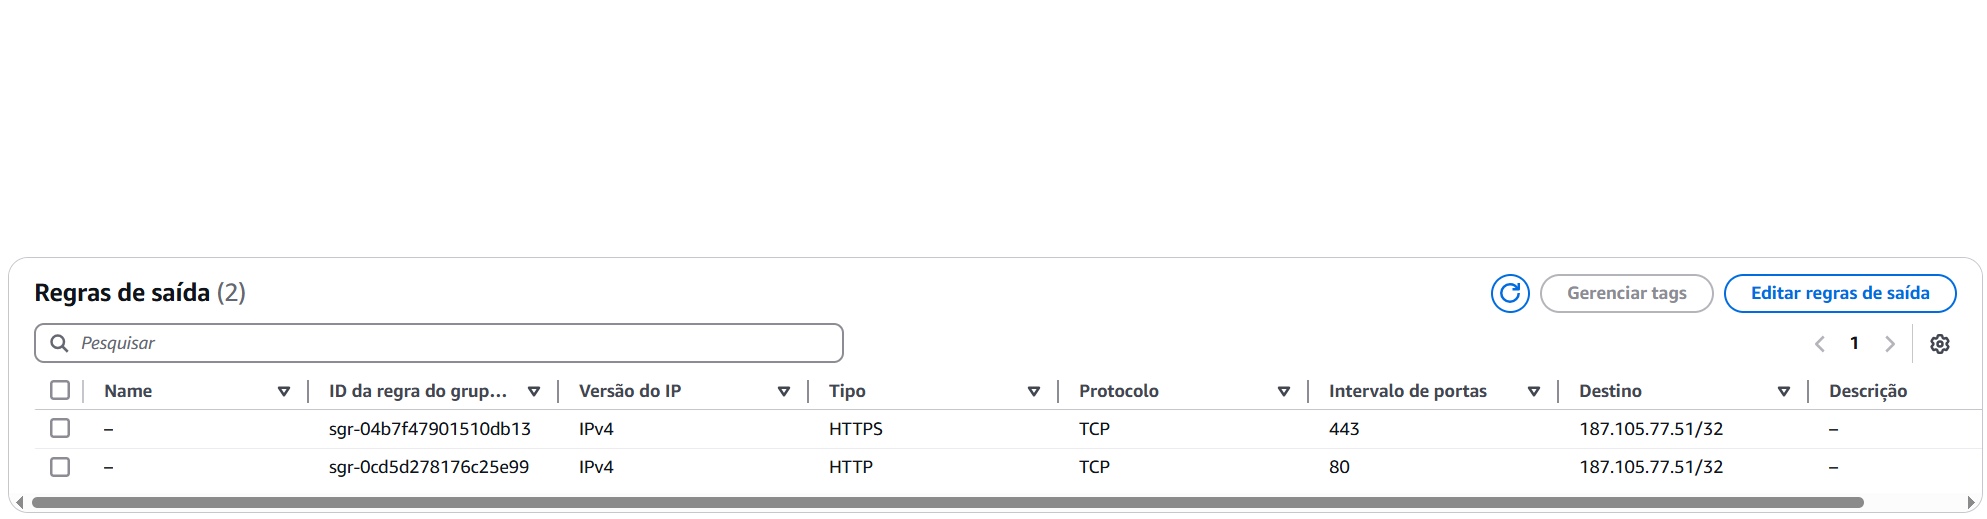 Regras de saída (2)
Gerenciar tags
Editar regras de saída
Pesquisar
1
Name ID da regra do grup... Versão do IP Tipo Protocolo Intervalo de portas Destino Descrição
– sgr-04b7f47901510db13 IPv4 HTTPS TCP 443 187.105.77.51/32 –
– sgr-0cd5d278176c25e99 IPv4 HTTP TCP 80 187.105.77.51/32 –